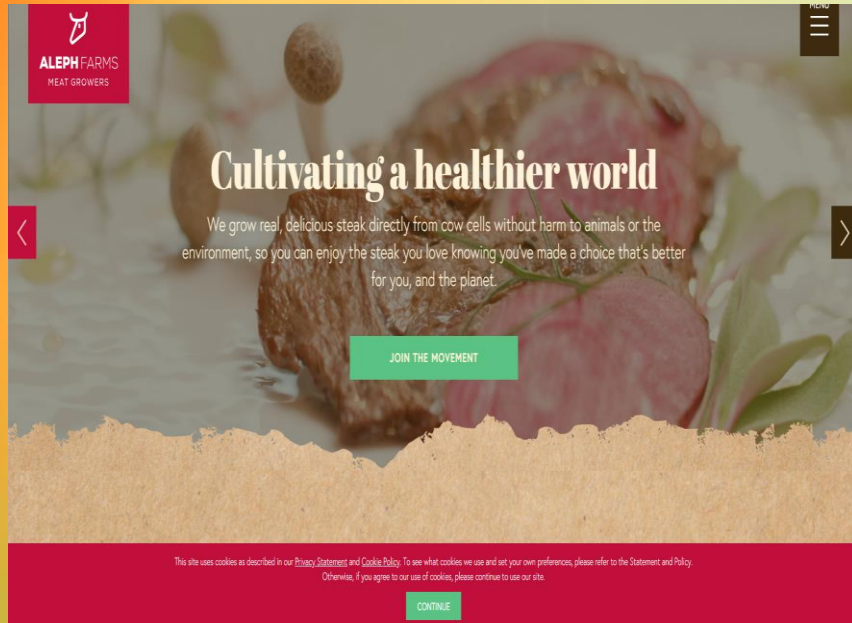 MENU
ALEPH FARMS
MEAT GROWERS
Cultivating a healthier world
We grow real, delicious steak directly from cow cells without harm to animals or the
environment, so you can enjoy the steak you love knowing you've made a choice that's better
for you, and the planet.
JOIN THE MOVEMENT
This site uses cookies as described in our Privacy Statement and Cookie Policy. To see what cookies we use and set your own preferences, please refer to the Statement and Policy.
Otherwise, if you agree to our use of cookies, please continue to use our site.
CONTINUE